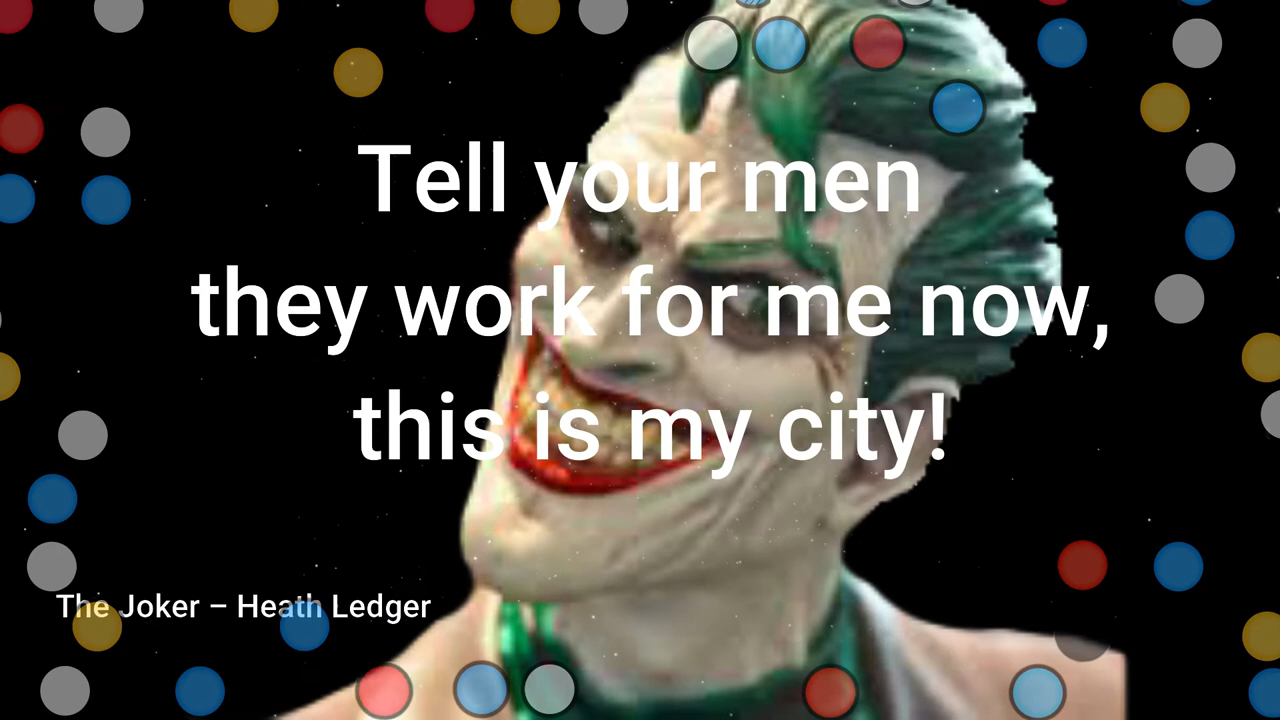 Tell your men
they work for me now,
this is my city!
The Joker – Heath Ledger